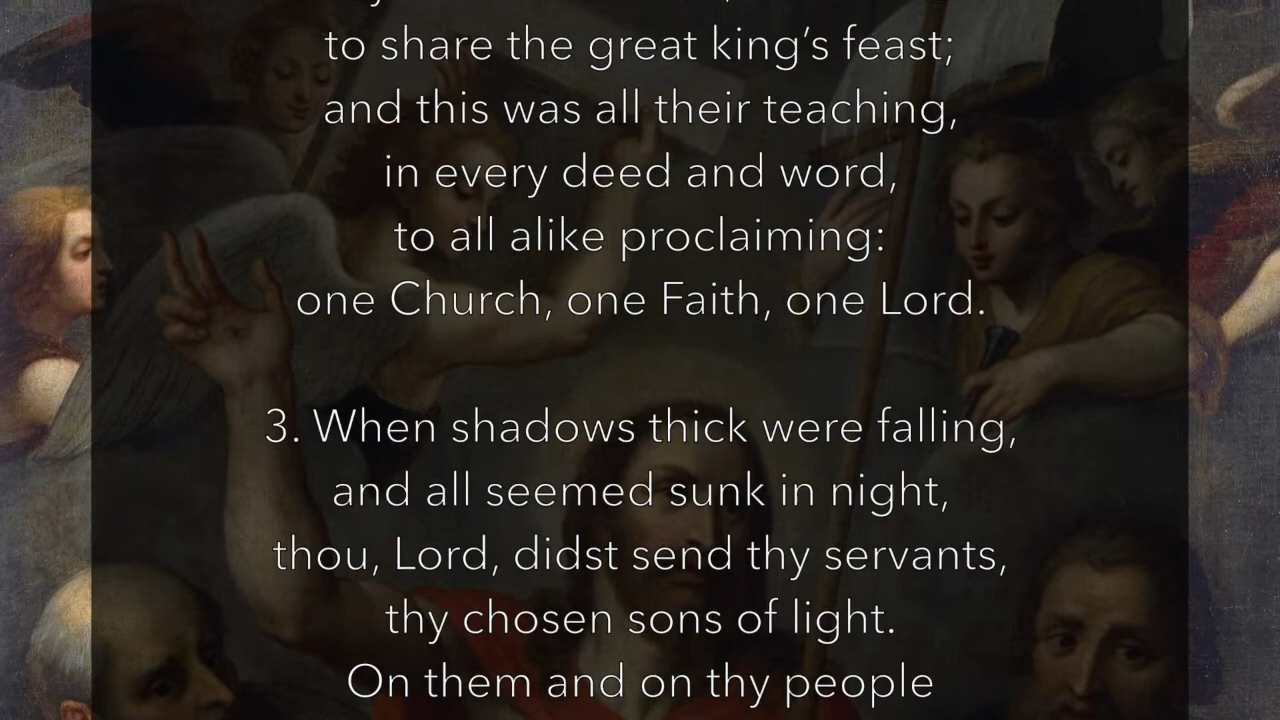 to share the great king’s feast;
and this was all their teaching,
in every deed and word,
to all alike proclaiming:
one Church, one Faith, one Lord.
3. When shadows thick were falling,
and all seemed sunk in night,
thou, Lord, didst send thy servants,
thy chosen sons of light.
On them and on thy people